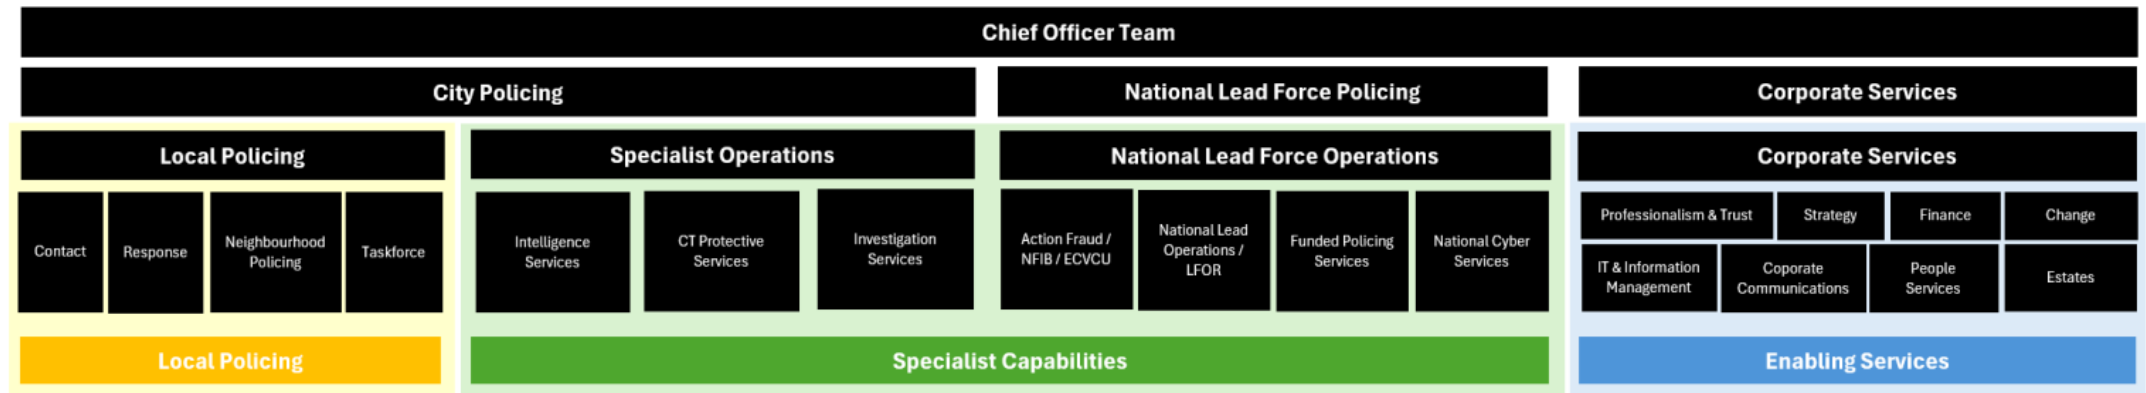 Chief Officer Team
City Policing
National Lead Force Policing
Corporate Services
Local Policing
Specialist Operations
National Lead Force Operations
Corporate Services
Contact
Response
Neighbourhood
Policing
Taskforce
Intelligence
Services
CT Protective
Services
Investigation
Services
Action Fraud /
NFIB / ECVCU
National Lead
Operations /
LFOR
Funded Policing
Services
National Cyber
Services
Professionalism & Trust
Strategy
Finance
Change
IT & Information
Management
Coporate
Communications
People
Services
Estates
Local Policing
Specialist Capabilities
Enabling Services